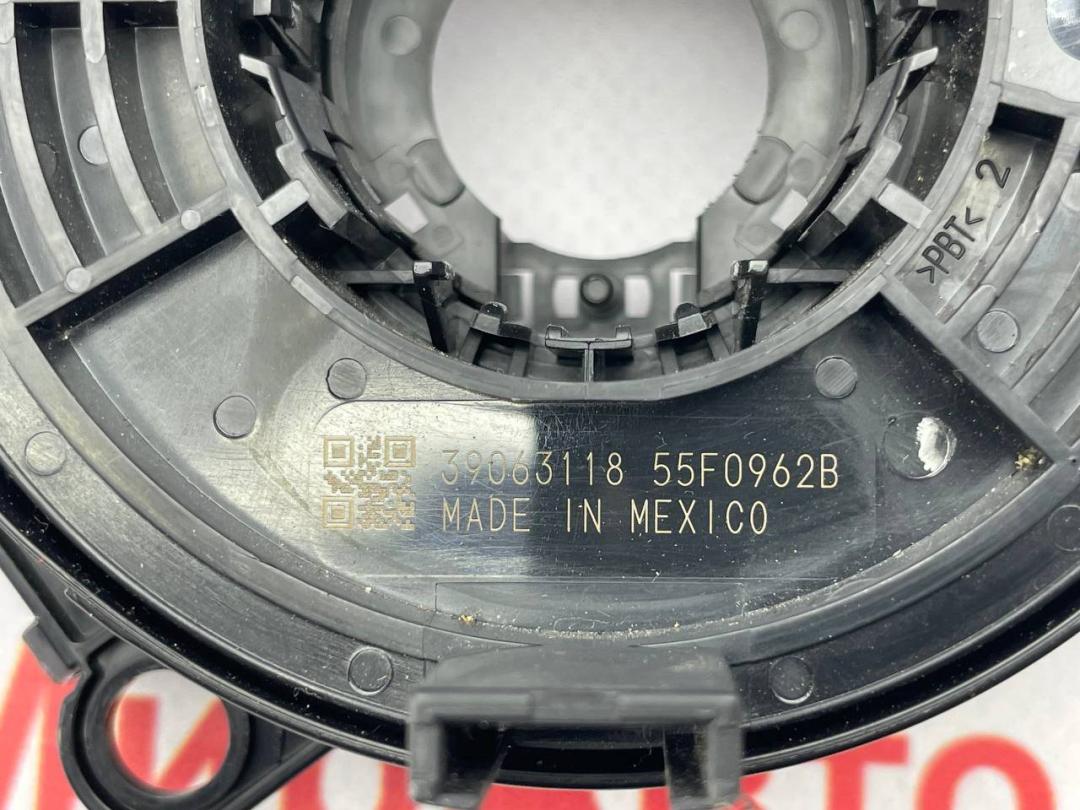 >PBT< 2
39063118 55F0962B
MADE IN MEXICO